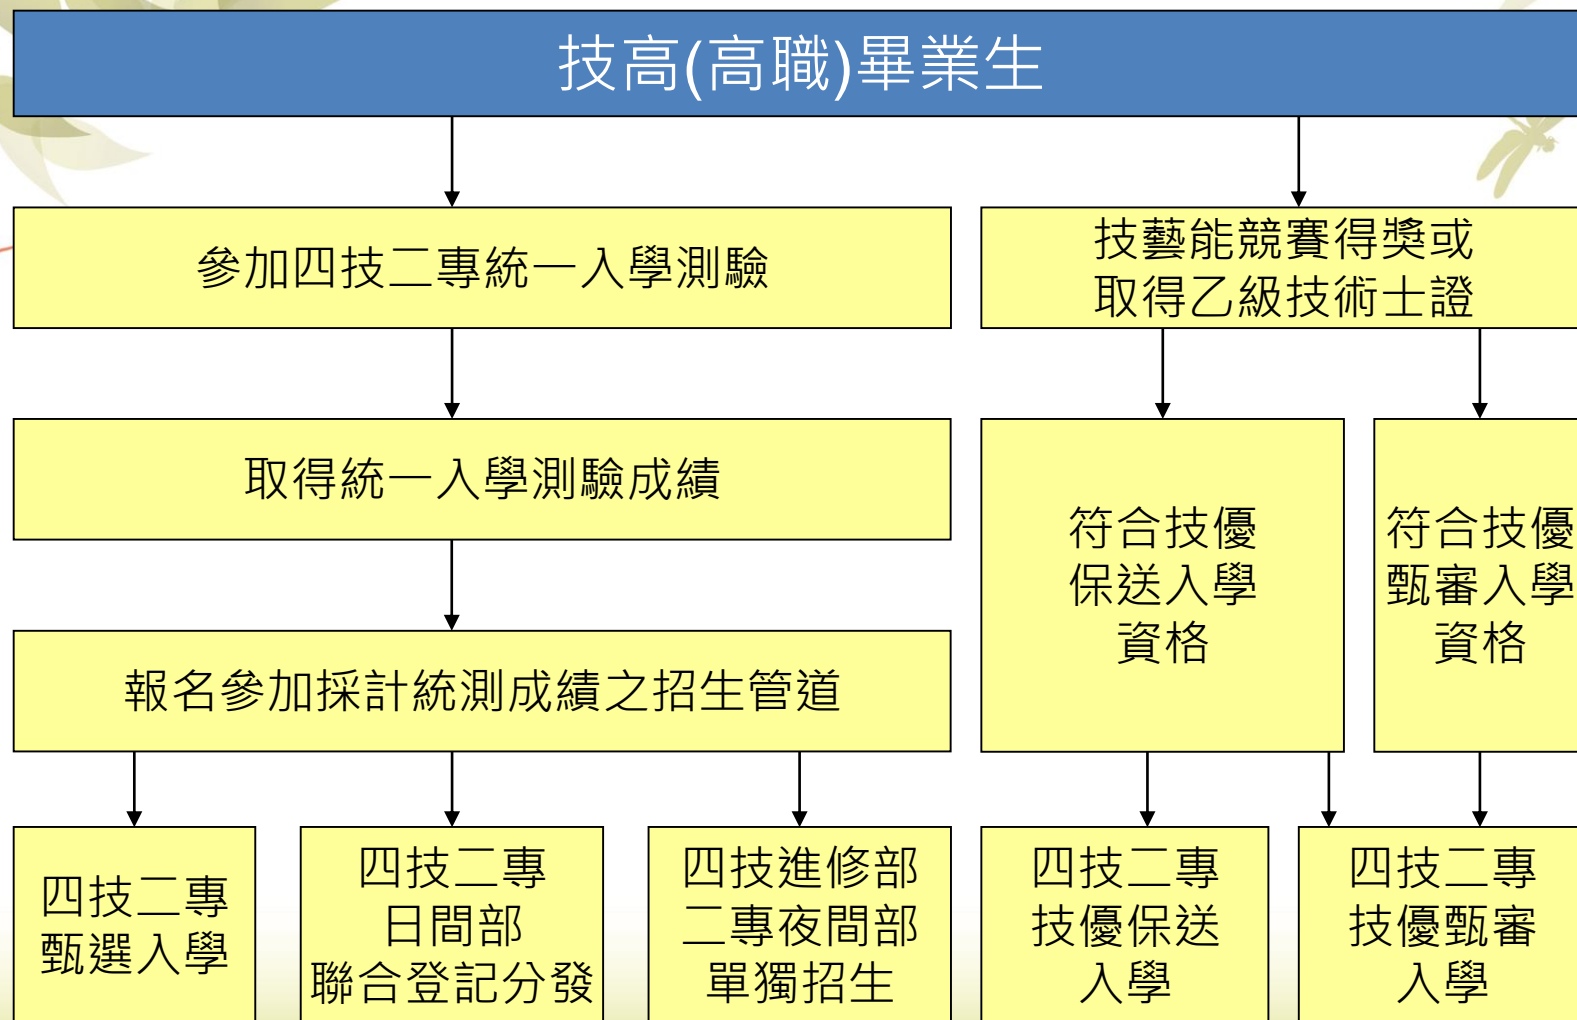 技高(高職)畢業生
參加四技二專統一入學測驗
技藝能競賽得獎或
取得乙級技術士證
取得統一入學測驗成績
符合技優
保送入學
資格
符合技優
甄審入學
資格
報名參加採計統測成績之招生管道
四技二專
甄選入學
四技二專
日間部
聯合登記分發
四技進修部
二專夜間部
單獨招生
四技二專
技優保送
入學
四技二專
技優甄審
入學